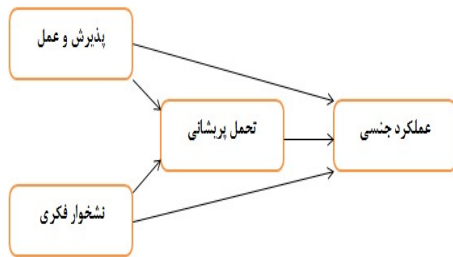 پذیرش و عمل
تحمل پریشانی
عملکرد جنسی
نشخوار فکری